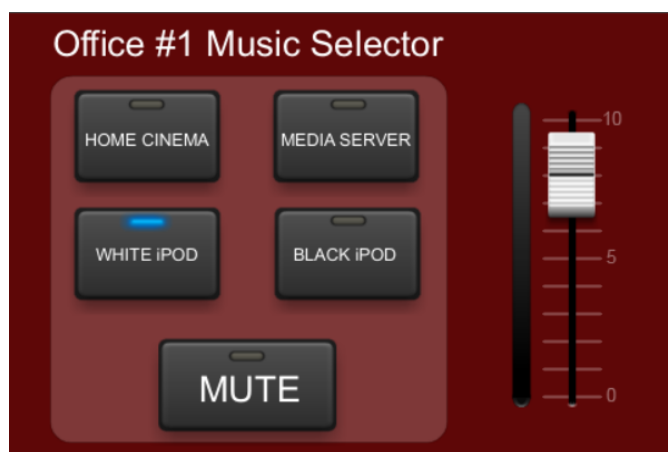 Office #1 Music Selector
HOME CINEMA
MEDIA SERVER
WHITE iPOD
BLACK iPOD
MUTE
10
5
0